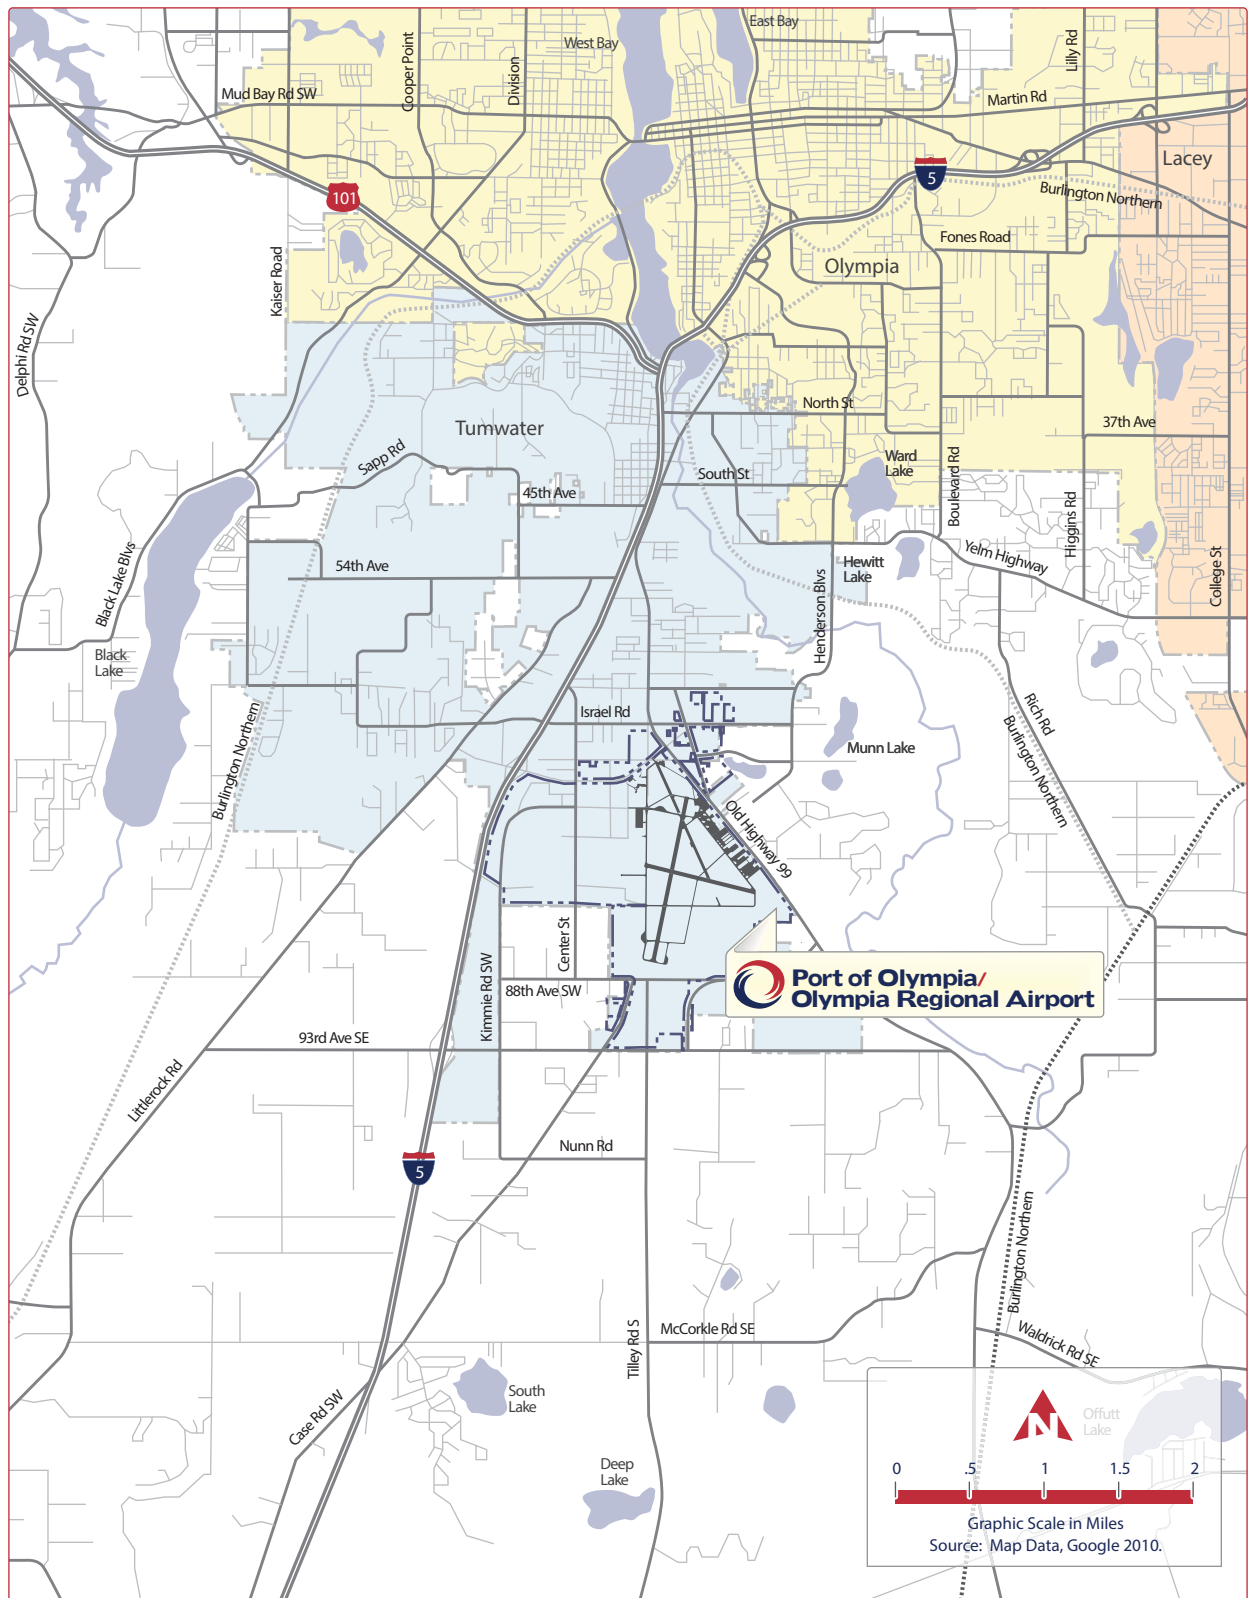 East Bay
West Bay
Lilly Rd
Cooper Point
Division
Mud Bay Rd SW
Martin Rd
Lacey
5
101
Burlington Northern
Fones Road
Olympia
Kaiser Road
Delphi Rd SW
North St
37th Ave
Tumwater
Sapp Rd
Ward
Lake
South St
45th Ave
Boulevard Rd
Higgins Rd
Yelm Highway
Hewitt
Lake
54th Ave
College St
Black Lake Blvs
Henderson Blvs
Black
Lake
Israel Rd
Rich Rd
Burlington Northern
Munn Lake
Burlington Northern
Old Highway 99
Center St
Kimmie Rd SW
Port of Olympia/
Olympia Regional Airport
88th Ave SW
93rd Ave SE
Littlerock Rd
Nunn Rd
5
Burlington Northern
McCorkle Rd SE
Tilley Rd S
Waldrick Rd SE
South
Lake
Case Rd SW
N
Offutt
Lake
Deep
Lake
0 .5 1 1.5 2
Graphic Scale in Miles
Source: Map Data, Google 2010.